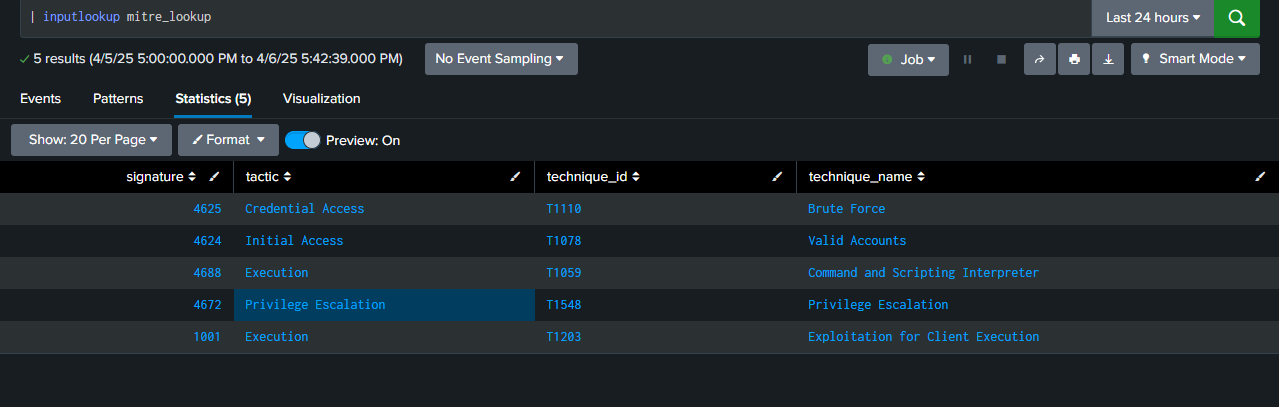 | inputlookup mitre_lookup
Last 24 hours
5 results (4/5/25 5:00:00.000 PM to 4/6/25 5:42:39.000 PM) No Event Sampling Job Smart Mode
Events Patterns Statistics (5) Visualization
Show: 20 Per Page Format Preview: On
signature tactic technique_id technique_name
4625 Credential Access T1110 Brute Force
4624 Initial Access T1078 Valid Accounts
4688 Execution T1059 Command and Scripting Interpreter
4672 Privilege Escalation T1548 Privilege Escalation
1001 Execution T1203 Exploitation for Client Execution